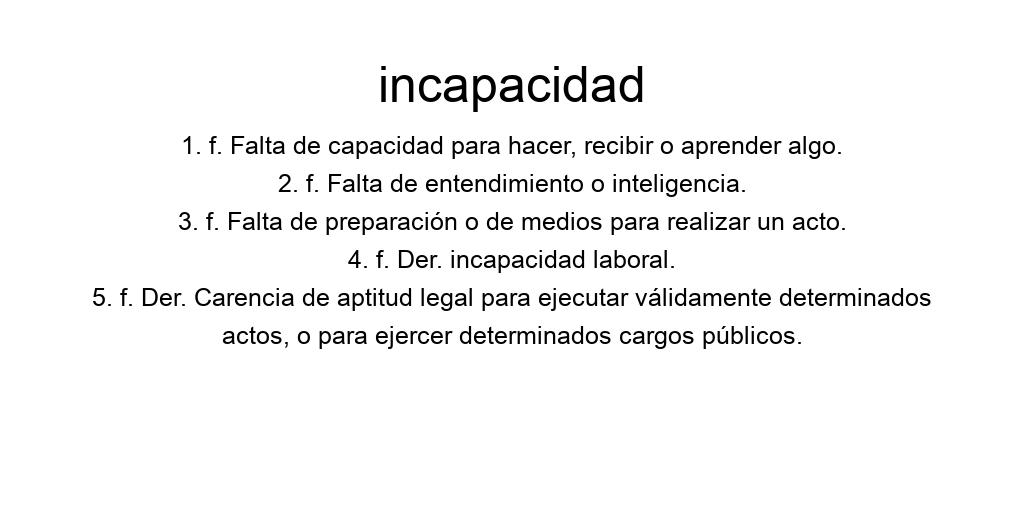 incapacidad
1. f. Falta de capacidad para hacer, recibir o aprender algo.
2. f. Falta de entendimiento o inteligencia.
3. f. Falta de preparación o de medios para realizar un acto.
4. f. Der. incapacidad laboral.
5. f. Der. Carencia de aptitud legal para ejecutar válidamente determinados
actos, o para ejercer determinados cargos públicos.